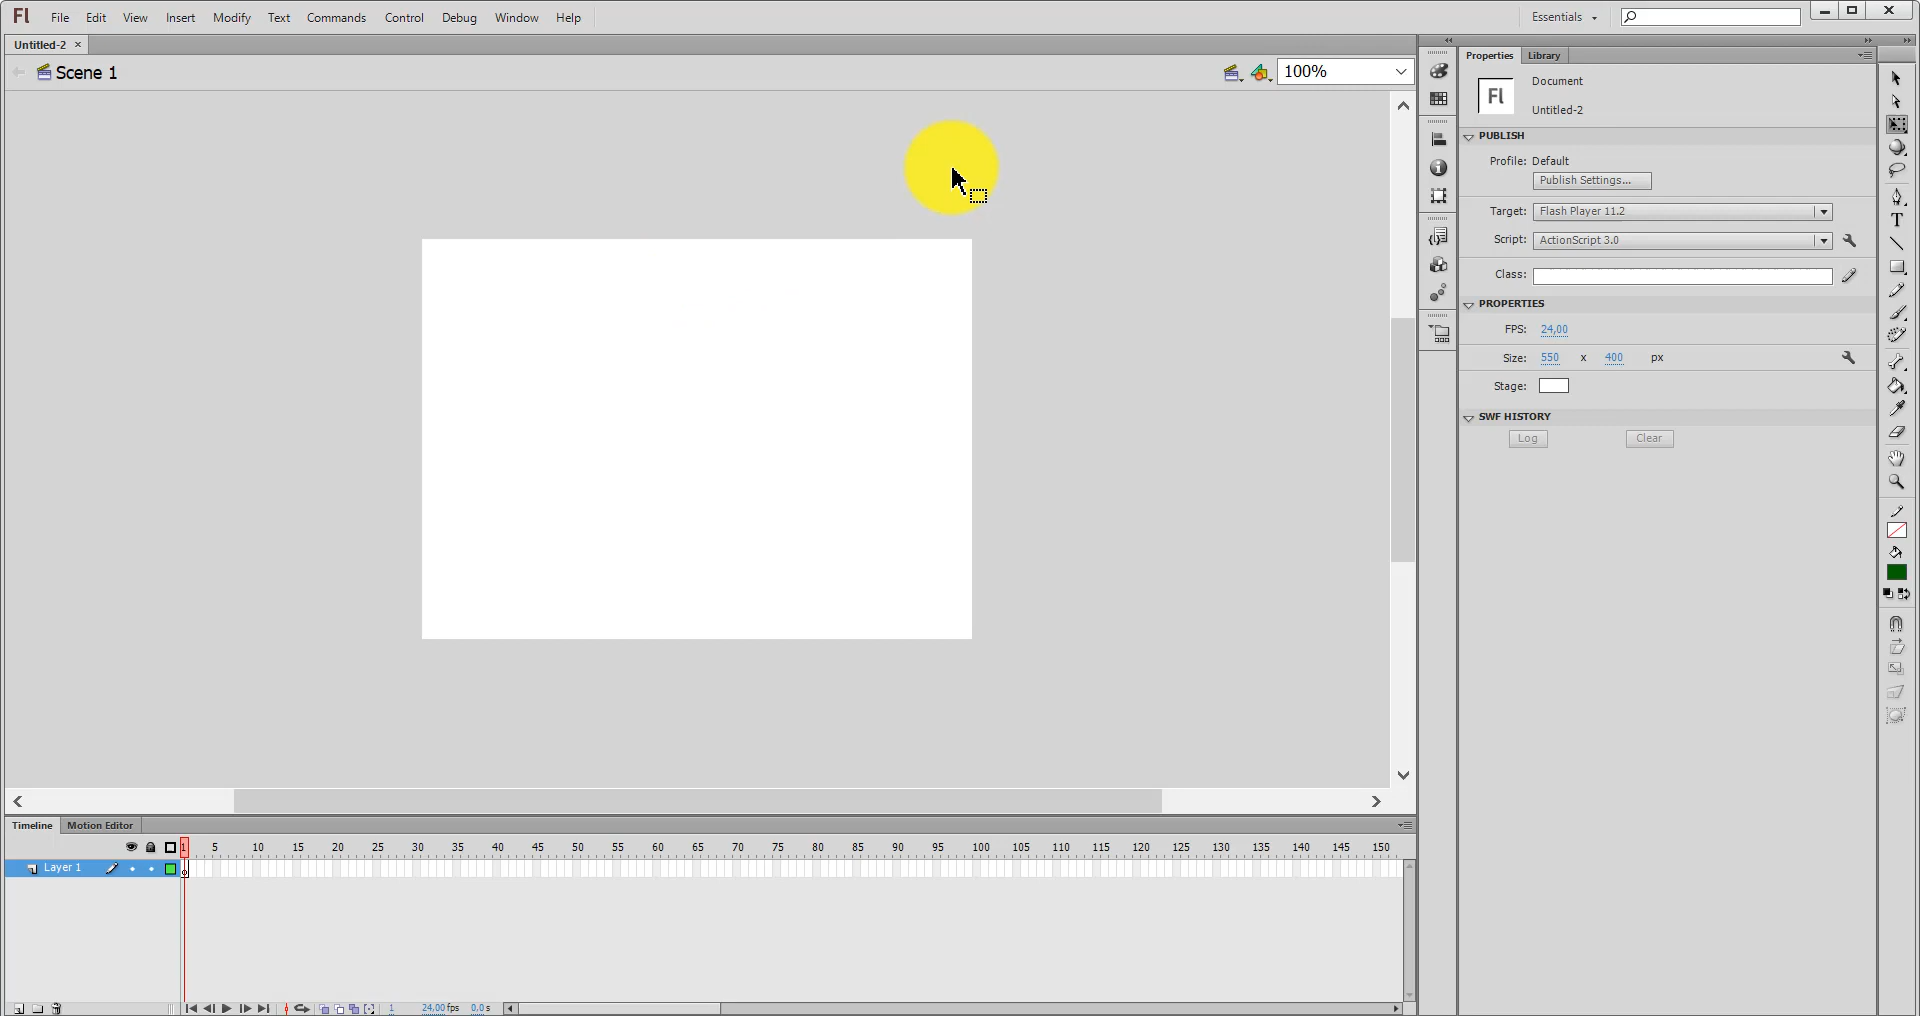 Fl File Edit View Insert Modify Text Commands Control Debug Window Help Essentials
Untitled-2 ×
Scene 1 100%
Properties Library
Fl Document
Untitled-2
PUBLISH
Profile: Default
Publish Settings...
Target: Flash Player 11.2
Script: ActionScript 3.0
Class:
PROPERTIES
FPS: 24,00
Size: 550 x 400 px
Stage:
SWF HISTORY
Log Clear
T
Timeline Motion Editor
1 5 10 15 20 25 30 35 40 45 50 55 60 65 70 75 80 85 90 95 100 105 110 115 120 125 130 135 140 145 150
Layer 1
1 24,00 fps 0,0 s